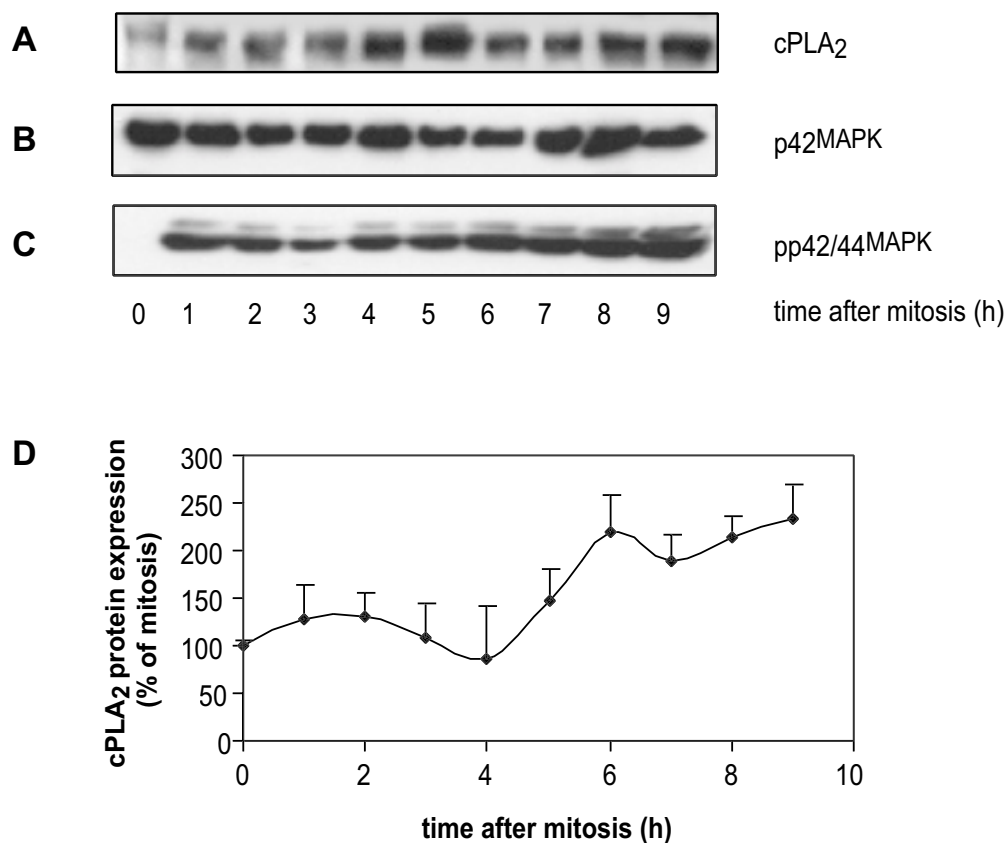 A
cPLA2
B
p42MAPK
C
pp42/44MAPK
0 1 2 3 4 5 6 7 8 9 time after mitosis (h)
D
cPLA2 protein expression
(% of mitosis)
300
250
200
150
100
50
0
0 2 4 6 8 10
time after mitosis (h)